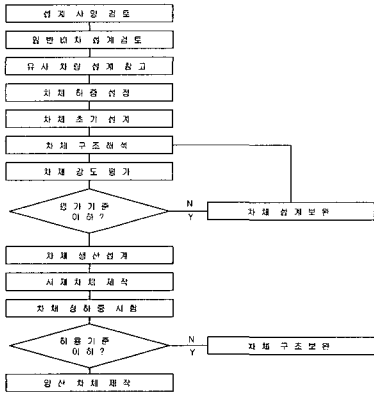 설 계 사 양 검 토
일 반 배 치 설 계 검 토
유 사 차 량 설 계 참 고
차 체 하 중 설 정
차 체 초 기 설 계
차 체 구 조 해 석
차 체 강 도 평 가
평 가 기 준
이 하 ?
N
Y
차 체 설 계 보 완
차 체 생 산 설 계
시 제 차 체 제 작
차 체 정 하 중 시 험
허 용 기 준
이 하 ?
N
Y
차 체 구 조 보 완
양 산 차 체 제 작